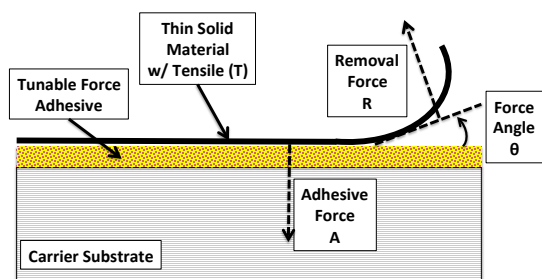 Thin Solid
Material
w/ Tensile (T)
Tunable Force
Adhesive
Removal
Force
R
Force
Angle
θ
Adhesive
Force
A
Carrier Substrate